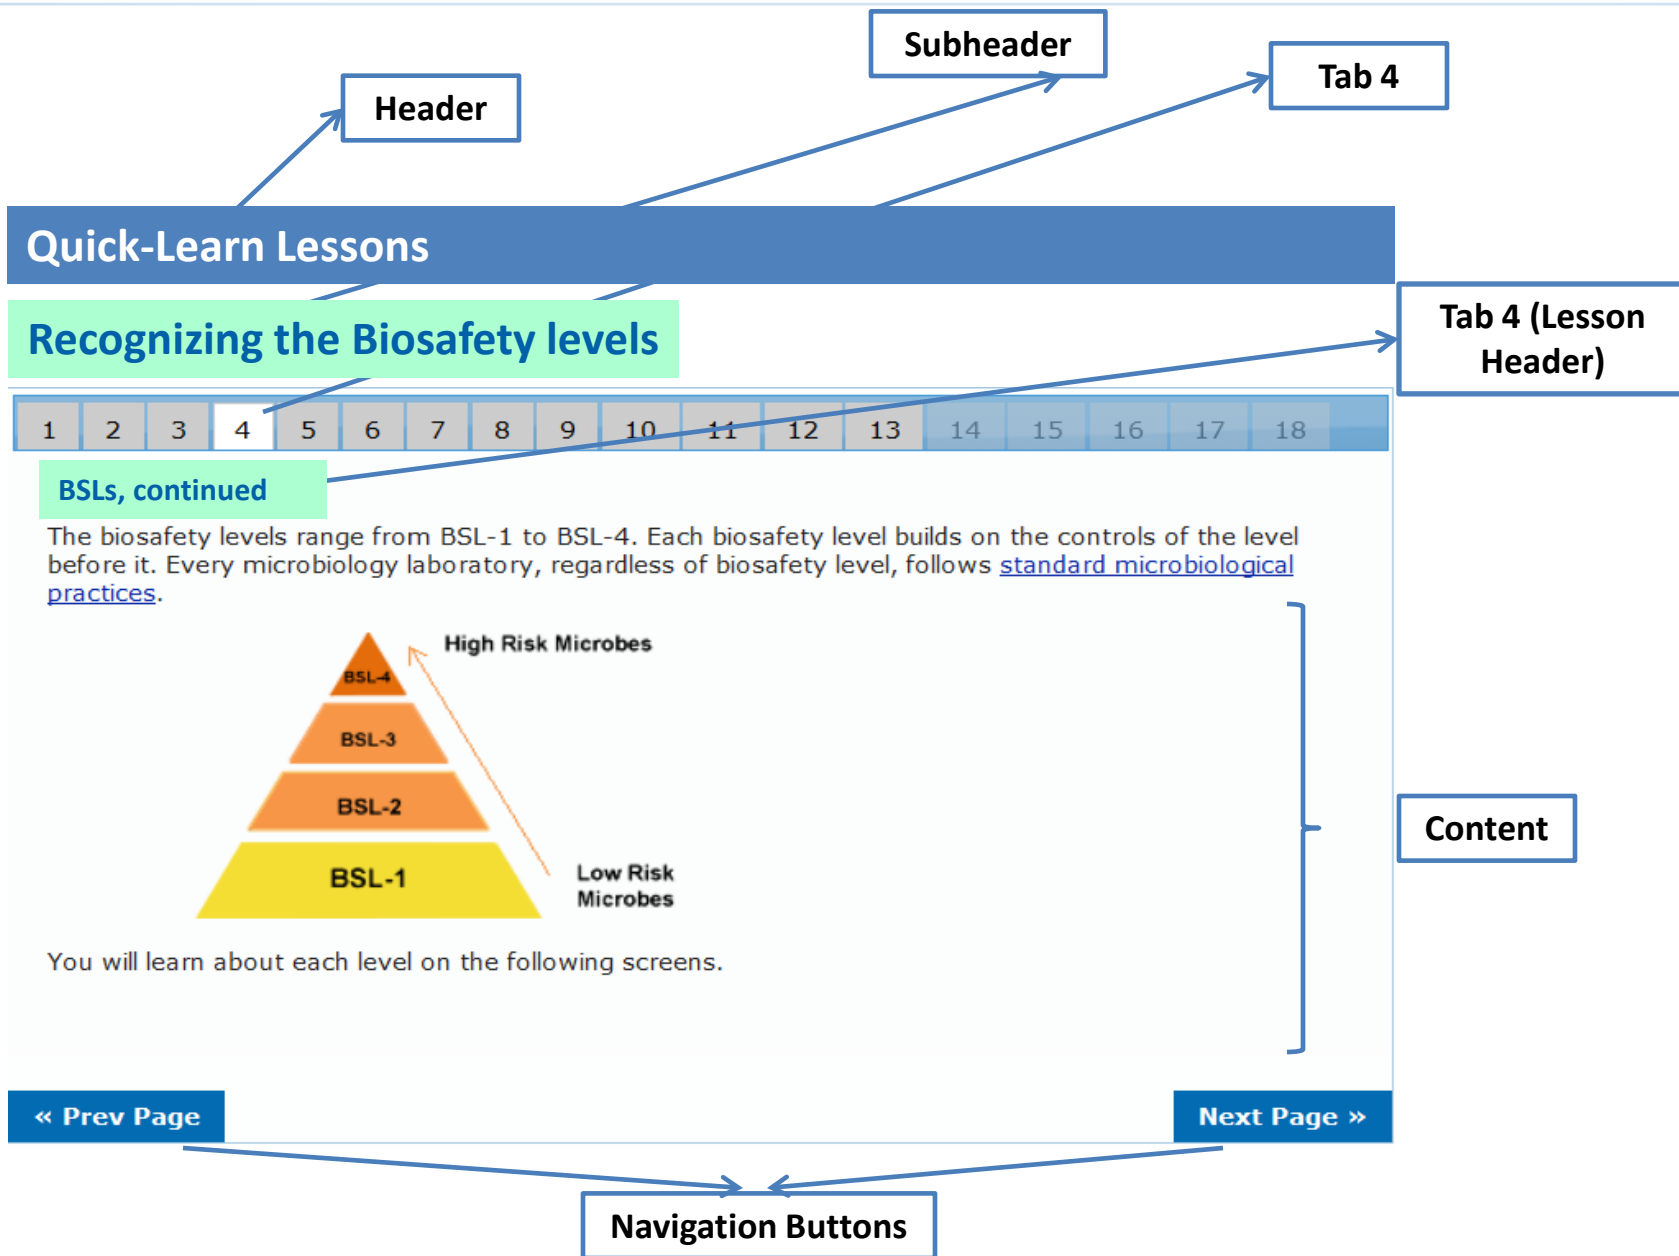 Subheader
Tab 4
Header
Quick-Learn Lessons
Recognizing the Biosafety levels
Tab 4 (Lesson
Header)
1 2 3 4 5 6 7 8 9 10 11 12 13 14 15 16 17 18
BSLs, continued
The biosafety levels range from BSL-1 to BSL-4. Each biosafety level builds on the controls of the level
before it. Every microbiology laboratory, regardless of biosafety level, follows standard microbiological
practices.
High Risk Microbes
BSL-4
BSL-3
BSL-2
BSL-1
Low Risk
Microbes
Content
You will learn about each level on the following screens.
« Prev Page
Next Page »
Navigation Buttons